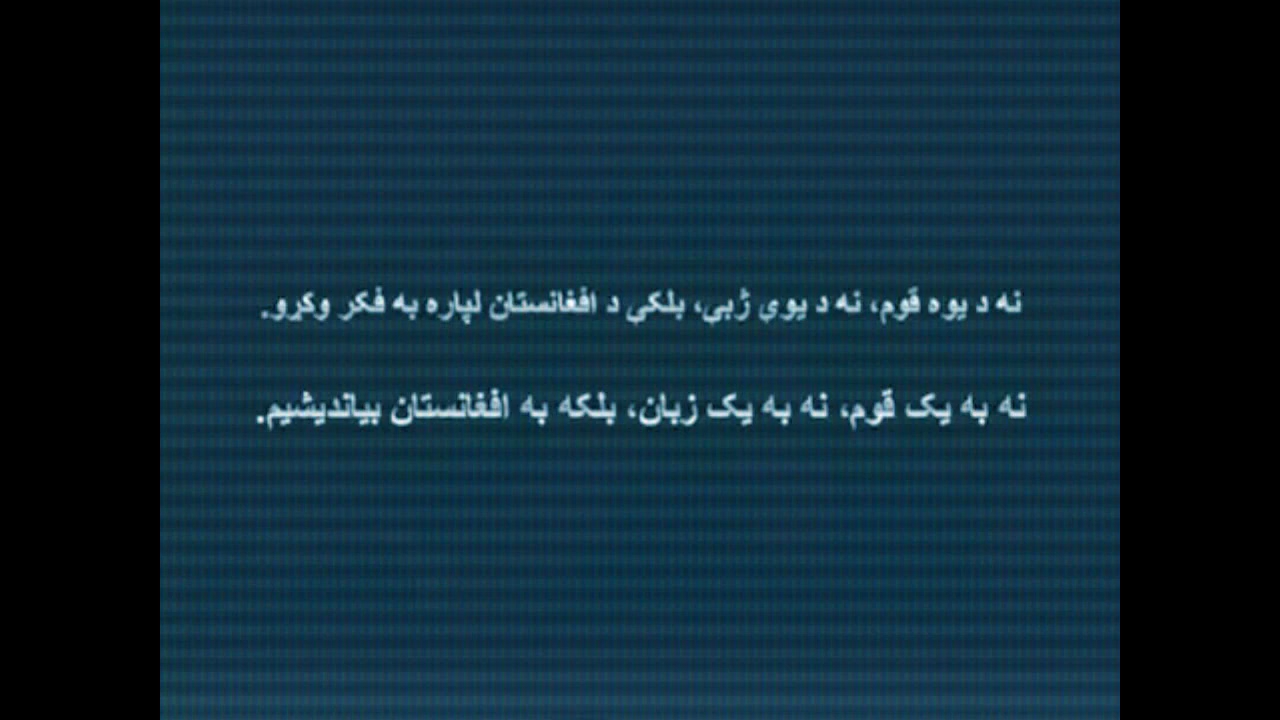 نه د یوه قوم، نه د یوې ژبې، بلکې د افغانستان لپاره به فکر وکړو.
نه به یک قوم، نه به یک زبان، بلکه به افغانستان بیاندیشیم.